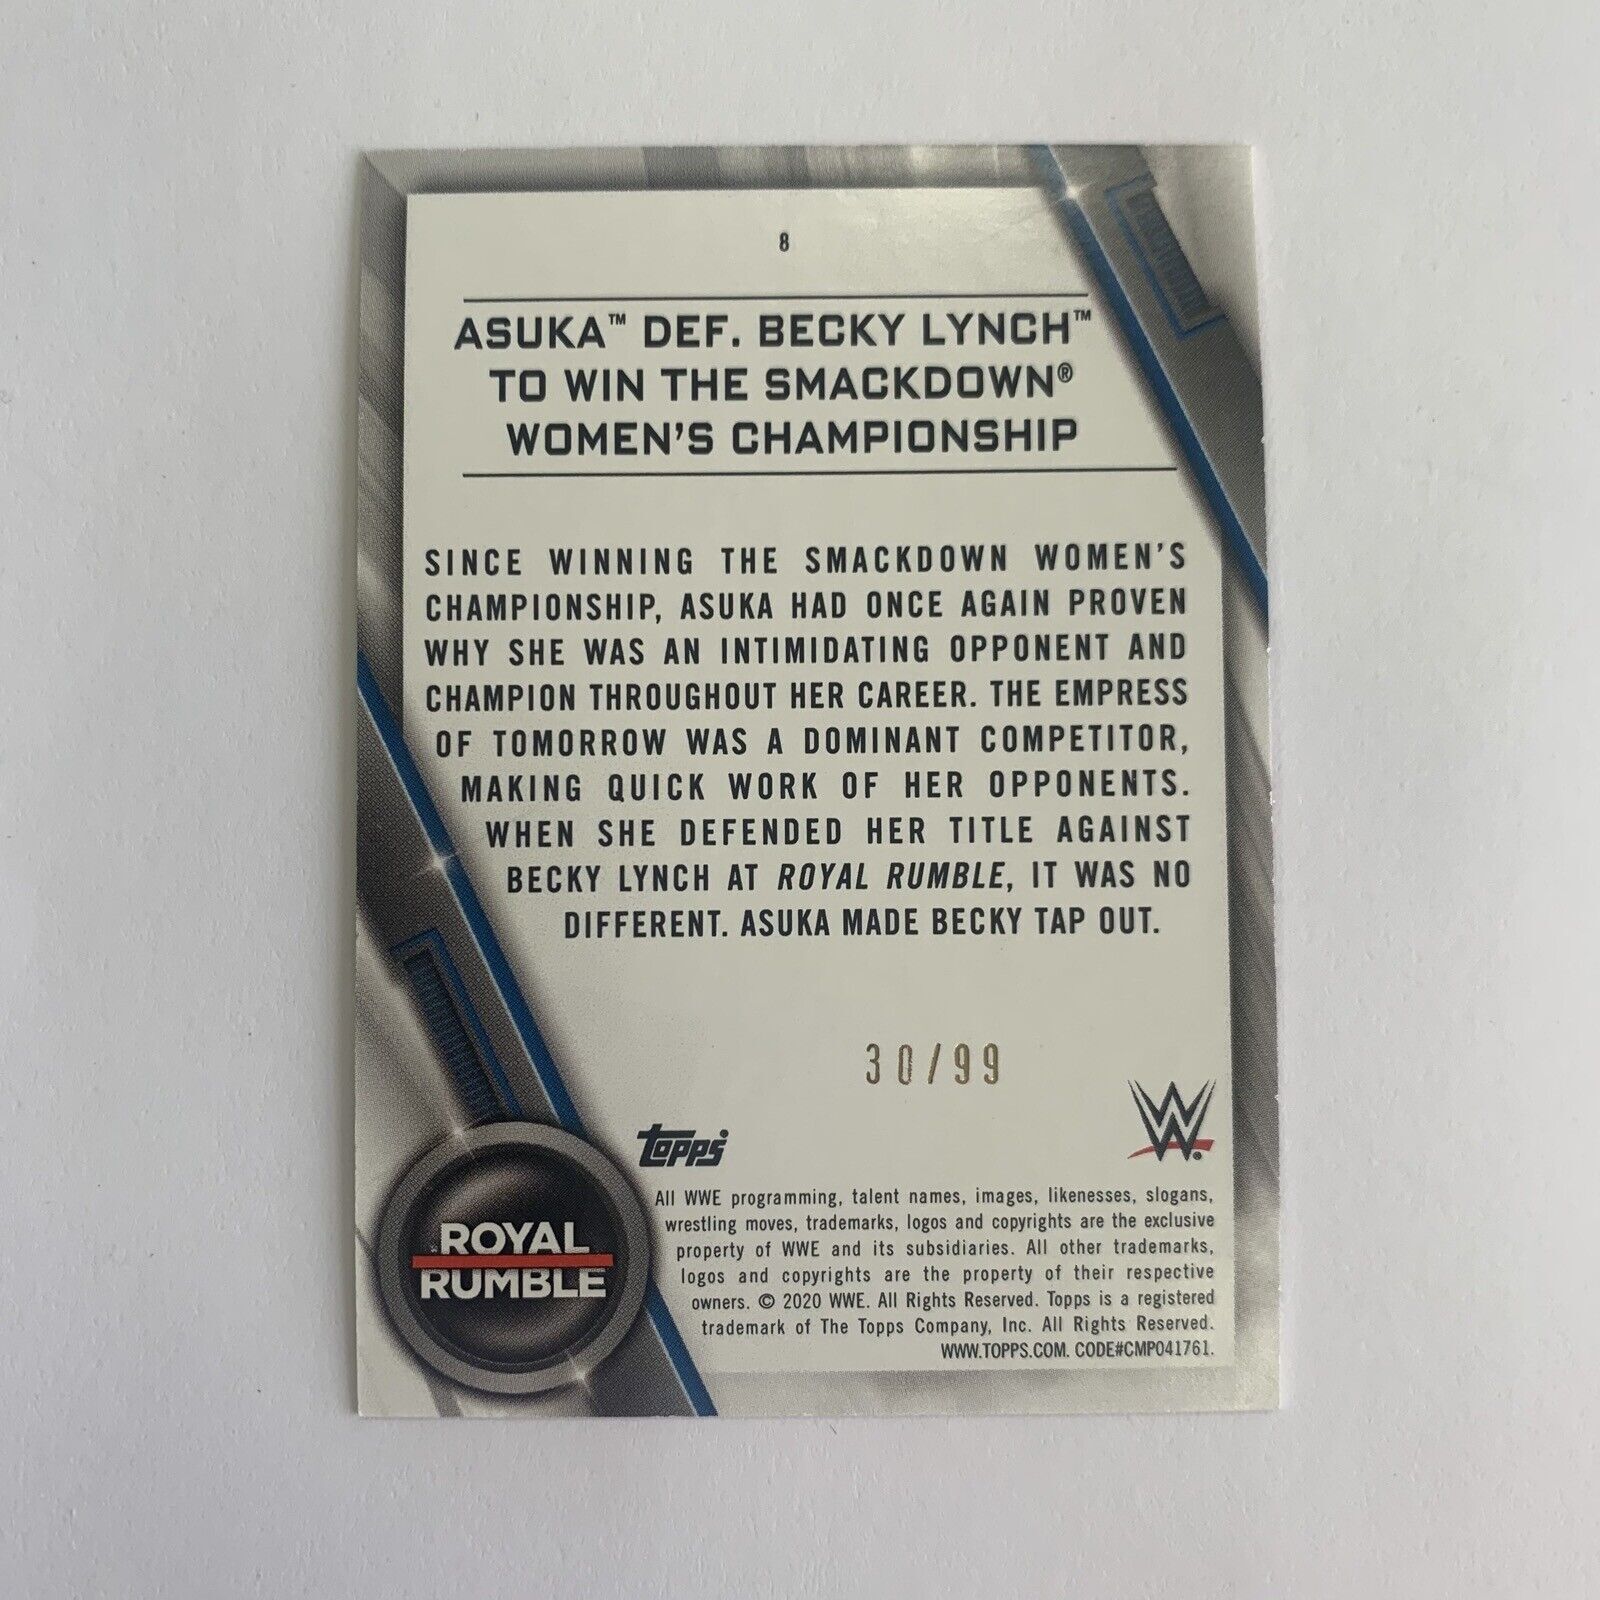 8
ASUKA™ DEF. BECKY LYNCH™
TO WIN THE SMACKDOWN®
WOMEN'S CHAMPIONSHIP
SINCE WINNING THE SMACKDOWN WOMEN'S
CHAMPIONSHIP, ASUKA HAD ONCE AGAIN PROVEN
WHY SHE WAS AN INTIMIDATING OPPONENT AND
CHAMPION THROUGHOUT HER CAREER. THE EMPRESS
OF TOMORROW WAS A DOMINANT COMPETITOR,
MAKING QUICK WORK OF HER OPPONENTS.
WHEN SHE DEFENDED HER TITLE AGAINST
BECKY LYNCH AT ROYAL RUMBLE, IT WAS NO
DIFFERENT. ASUKA MADE BECKY TAP OUT.
30/99
topps
W
ROYAL
RUMBLE
All WWE programming, talent names, images, likenesses, slogans,
wrestling moves, trademarks, logos and copyrights are the exclusive
property of WWE and its subsidiaries. All other trademarks,
logos and copyrights are the property of their respective
owners. © 2020 WWE. All Rights Reserved. Topps is a registered
trademark of The Topps Company, Inc. All Rights Reserved.
WWW.TOPPS.COM. CODE#CMP041761.